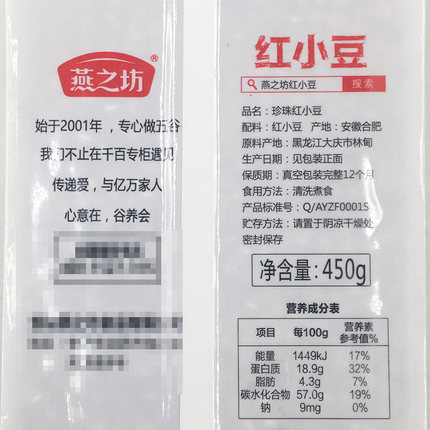 燕之坊®
始于2001年，专心做五谷
我们不止在千百专柜遇见
传递爱，与亿万家人
心意在，谷养会
红小豆
燕之坊红小豆 搜索
品名：珍珠红小豆
配料：红小豆 产地：安徽合肥
原料产地：黑龙江大庆市林甸
生产日期：见包装正面
保质期：真空包装完整12个月
食用方法：清洗煮食
产品标准号：Q/AYZF0001S
贮存方法：请置于阴凉干燥处
密封保存
净含量：450g
营养成分表
项目 每100g 营养素参考值%
能量 1449kJ 17%
蛋白质 18.9g 32%
脂肪 4.3g 7%
碳水化合物 57.0g 19%
钠 9mg 0%